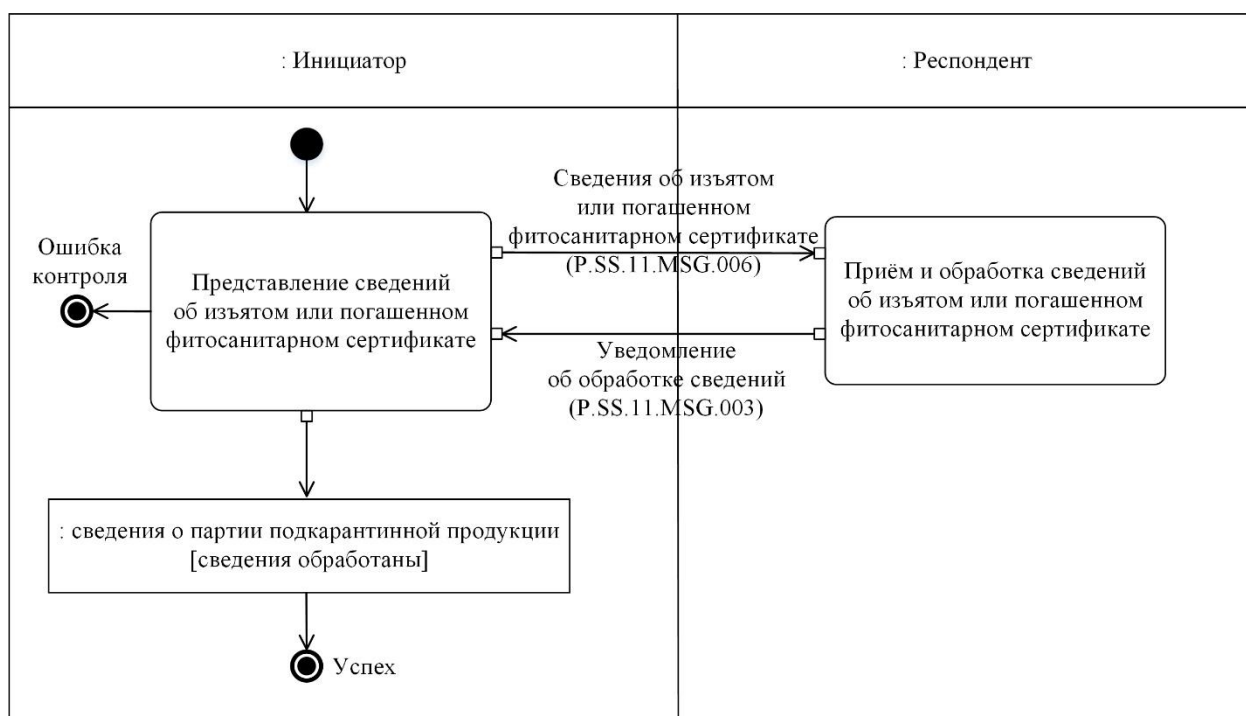 : Инициатор
: Респондент
Сведения об изъятом
или погашенном
фитосанитарном сертификате
(P.SS.11.MSG.006)
Ошибка
контроля
Представление сведений
об изъятом или погашенном
фитосанитарном сертификате
Приём и обработка сведений
об изъятом или погашенном
фитосанитарном сертификате
Уведомление
об обработке сведений
(P.SS.11.MSG.003)
: сведения о партии подкарантинной продукции
[сведения обработаны]
Успех